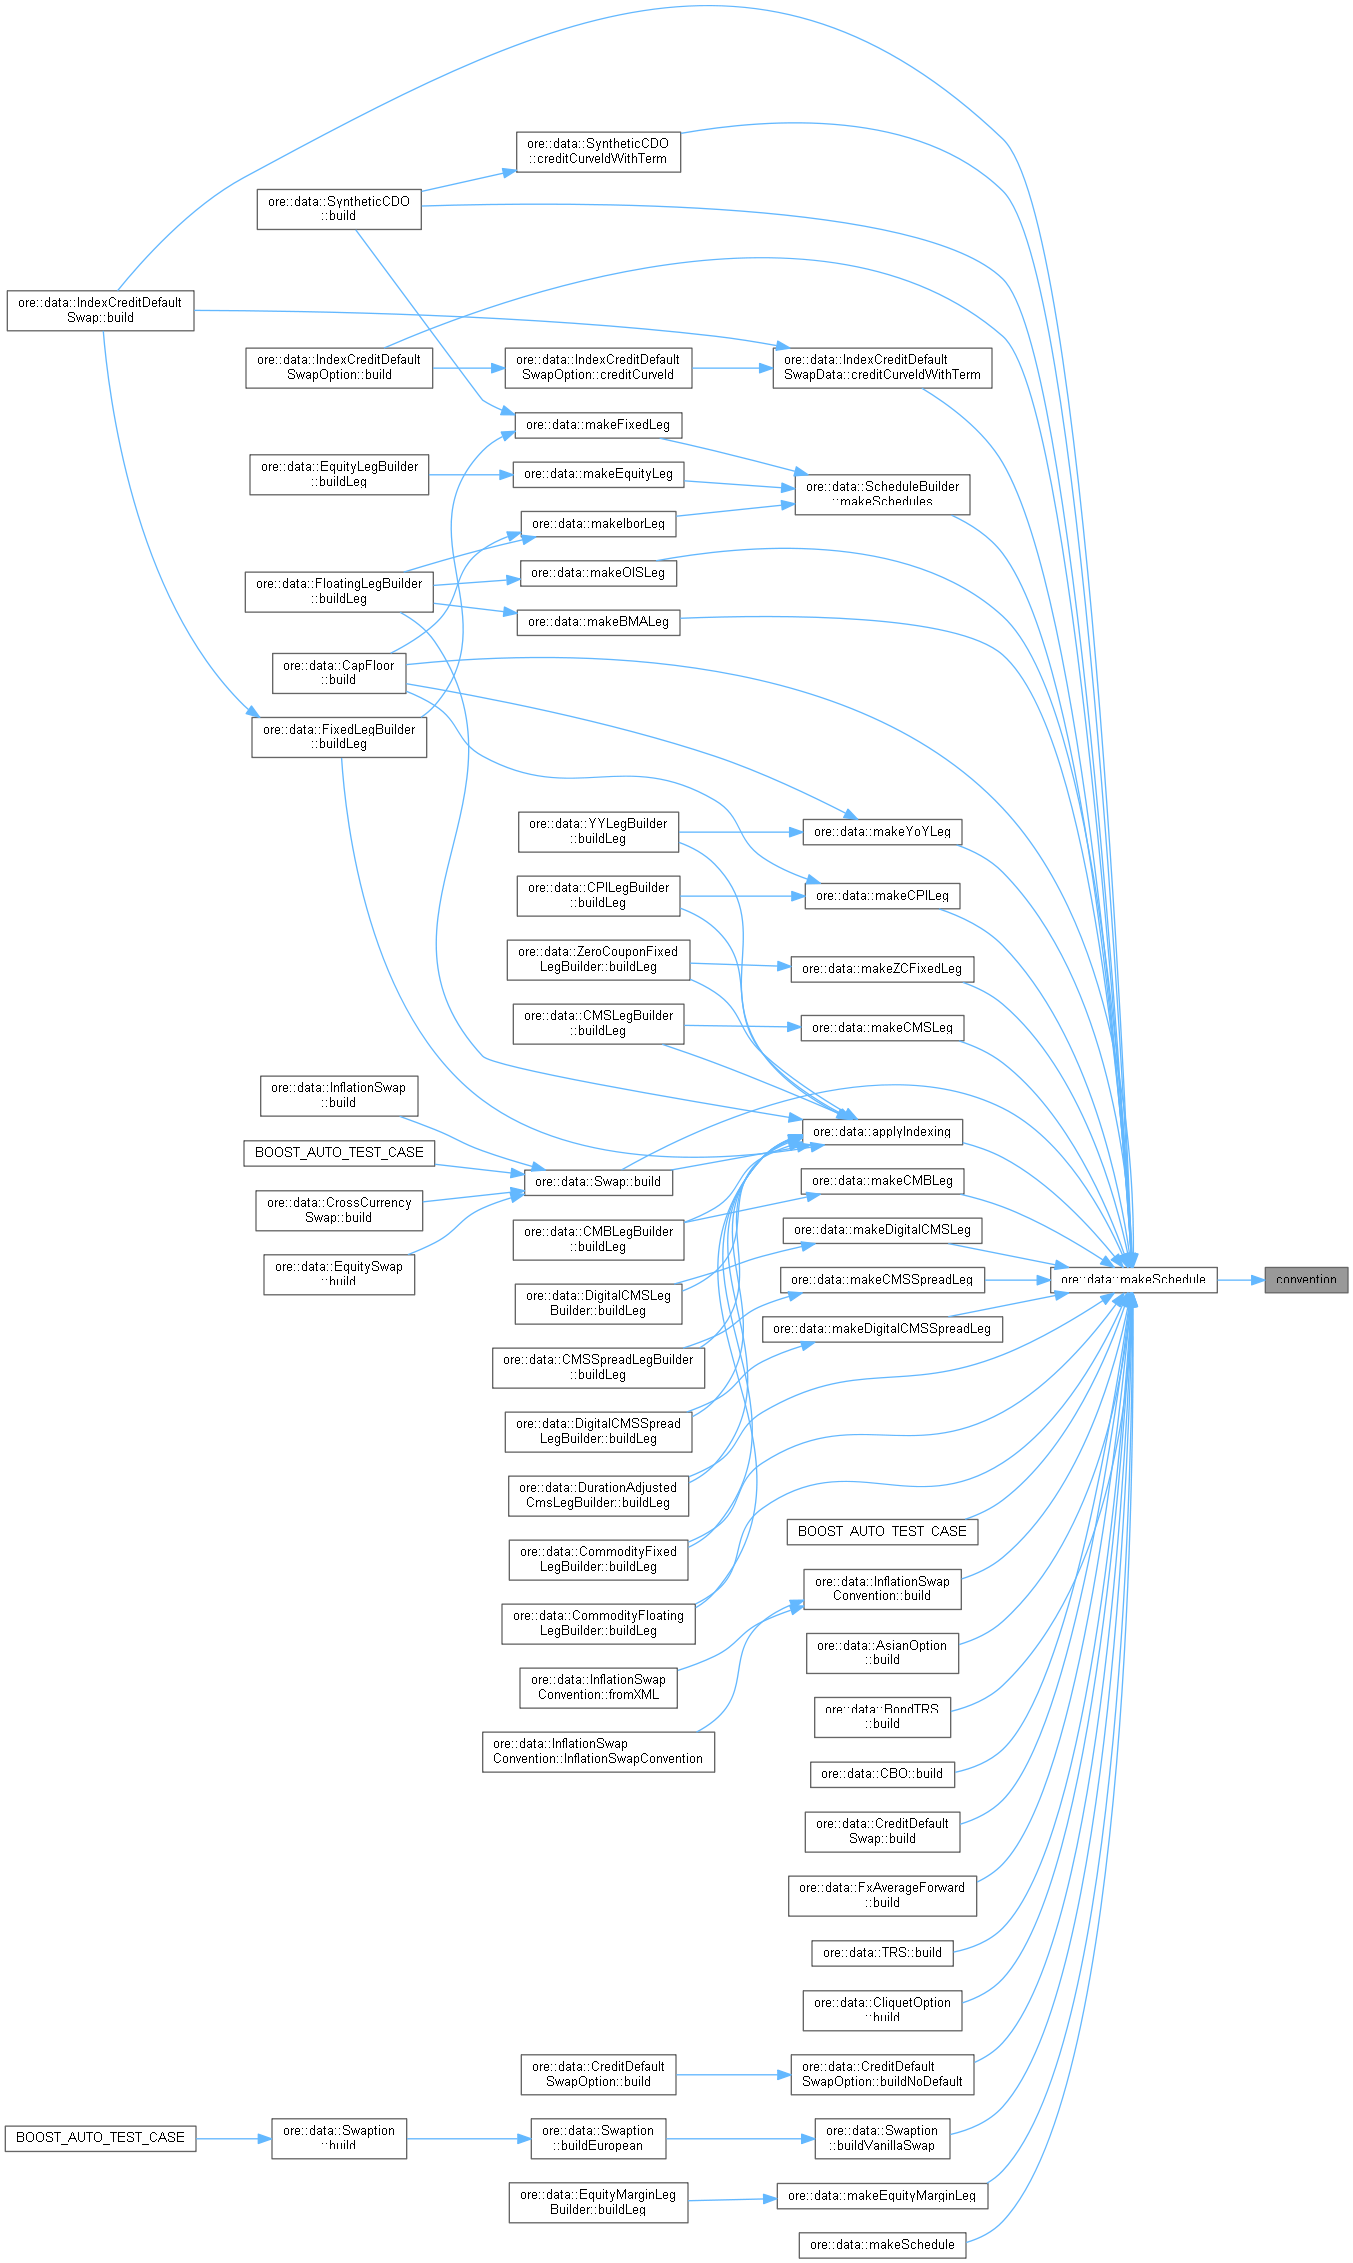 ore::data::SyntheticCDO
::creditCurveIdWithTerm
ore::data::SyntheticCDO
::build
ore::data::IndexCreditDefault
Swap::build
ore::data::IndexCreditDefault
SwapOption::build
ore::data::IndexCreditDefault
SwapOption::creditCurveId
ore::data::IndexCreditDefault
SwapData::creditCurveIdWithTerm
ore::data::makeFixedLeg
ore::data::EquityLegBuilder
::buildLeg
ore::data::makeEquityLeg
ore::data::ScheduleBuilder
::makeSchedules
ore::data::makeIborLeg
ore::data::makeOISLeg
ore::data::FloatingLegBuilder
::buildLeg
ore::data::makeBMALeg
ore::data::CapFloor
::build
ore::data::FixedLegBuilder
::buildLeg
ore::data::YYLegBuilder
::buildLeg
ore::data::makeYoYLeg
ore::data::CPILegBuilder
::buildLeg
ore::data::makeCPILeg
ore::data::ZeroCouponFixed
LegBuilder::buildLeg
ore::data::makeZCFixedLeg
ore::data::CMSLegBuilder
::buildLeg
ore::data::makeCMSLeg
ore::data::InflationSwap
::build
ore::data::applyIndexing
BOOST_AUTO_TEST_CASE
ore::data::Swap::build
ore::data::makeCMBLeg
ore::data::CrossCurrency
Swap::build
ore::data::CMBLegBuilder
::buildLeg
ore::data::makeDigitalCMSLeg
ore::data::EquitySwap
::build
ore::data::makeCMSSpreadLeg
ore::data::makeSchedule
convention
ore::data::DigitalCMSLeg
Builder::buildLeg
ore::data::makeDigitalCMSSpreadLeg
ore::data::CMSSpreadLegBuilder
::buildLeg
ore::data::DigitalCMSSpread
LegBuilder::buildLeg
ore::data::DurationAdjusted
CmsLegBuilder::buildLeg
BOOST_AUTO_TEST_CASE
ore::data::CommodityFixed
LegBuilder::buildLeg
ore::data::InflationSwap
Convention::build
ore::data::CommodityFloating
LegBuilder::buildLeg
ore::data::AsianOption
::build
ore::data::InflationSwap
Convention::fromXML
ore::data::BondTRS
::build
ore::data::InflationSwap
Convention::InflationSwapConvention
ore::data::CBO::build
ore::data::CreditDefault
Swap::build
ore::data::FxAverageForward
::build
ore::data::TRS::build
ore::data::CliquetOption
::build
ore::data::CreditDefault
SwapOption::build
ore::data::CreditDefault
SwapOption::buildNoDefault
BOOST_AUTO_TEST_CASE
ore::data::Swaption
::build
ore::data::Swaption
::buildEuropean
ore::data::Swaption
::buildVanillaSwap
ore::data::EquityMarginLeg
Builder::buildLeg
ore::data::makeEquityMarginLeg
ore::data::makeSchedule